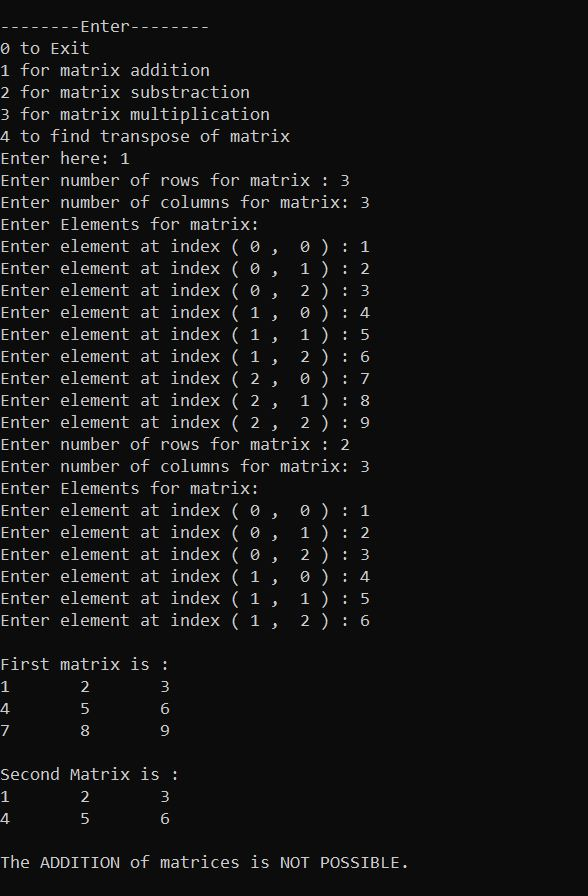 --------Enter--------
0 to Exit
1 for matrix addition
2 for matrix substraction
3 for matrix multiplication
4 to find transpose of matrix
Enter here: 1
Enter number of rows for matrix : 3
Enter number of columns for matrix: 3
Enter Elements for matrix:
Enter element at index ( 0 ,  0 ) : 1
Enter element at index ( 0 ,  1 ) : 2
Enter element at index ( 0 ,  2 ) : 3
Enter element at index ( 1 ,  0 ) : 4
Enter element at index ( 1 ,  1 ) : 5
Enter element at index ( 1 ,  2 ) : 6
Enter element at index ( 2 ,  0 ) : 7
Enter element at index ( 2 ,  1 ) : 8
Enter element at index ( 2 ,  2 ) : 9
Enter number of rows for matrix : 2
Enter number of columns for matrix: 3
Enter Elements for matrix:
Enter element at index ( 0 ,  0 ) : 1
Enter element at index ( 0 ,  1 ) : 2
Enter element at index ( 0 ,  2 ) : 3
Enter element at index ( 1 ,  0 ) : 4
Enter element at index ( 1 ,  1 ) : 5
Enter element at index ( 1 ,  2 ) : 6

First matrix is :
1       2       3
4       5       6
7       8       9

Second Matrix is :
1       2       3
4       5       6

The ADDITION of matrices is NOT POSSIBLE.